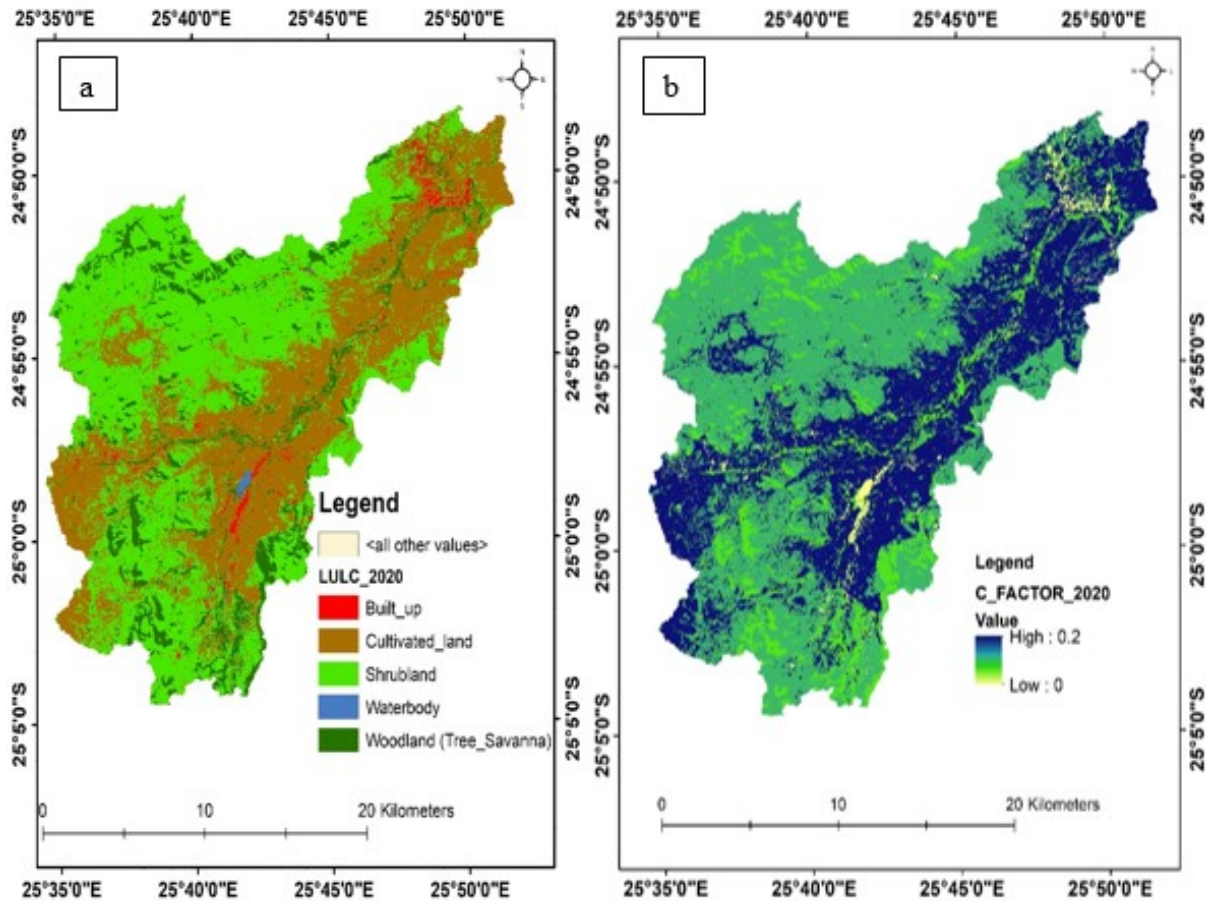 25°35'0"E 25°40'0"E 25°45'0"E 25°50'0"E
a
N
24°50'0"S
24°55'0"S
25°0'0"S
25°5'0"S
24°50'0"S
24°55'0"S
25°0'0"S
25°5'0"S
Legend
<all other values>
LULC_2020
Built_up
Cultivated_land
Shrubland
Waterbody
Woodland (Tree_Savanna)
0 10 20 Kilometers
25°35'0"E 25°40'0"E 25°45'0"E 25°50'0"E
25°35'0"E 25°40'0"E 25°45'0"E 25°50'0"E
b
N
24°50'0"S
24°55'0"S
25°0'0"S
25°5'0"S
24°50'0"S
24°55'0"S
25°0'0"S
25°5'0"S
Legend
C_FACTOR_2020
Value
High : 0.2
Low : 0
0 10 20 Kilometers
25°35'0"E 25°40'0"E 25°45'0"E 25°50'0"E